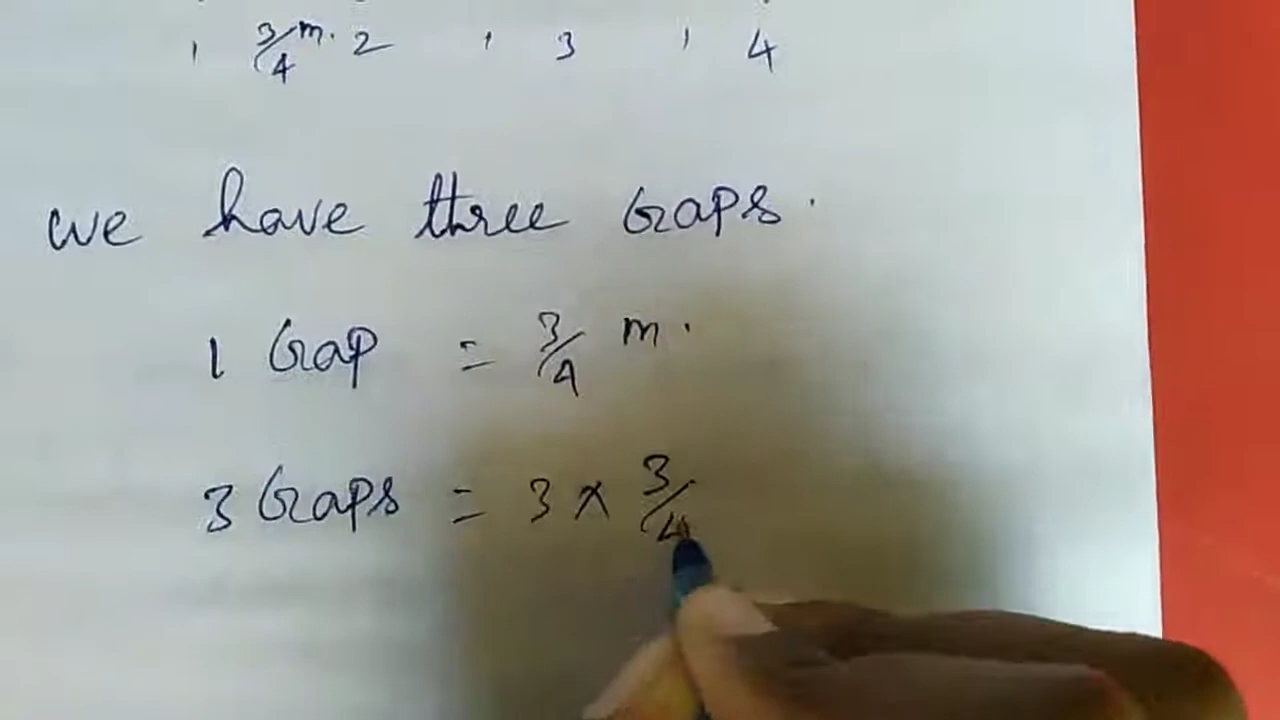 1 3/4 m. 2 1 3 1 4
we have three Gaps.
1 Gap = 3/4 m.
3 Gaps = 3 × 3/4